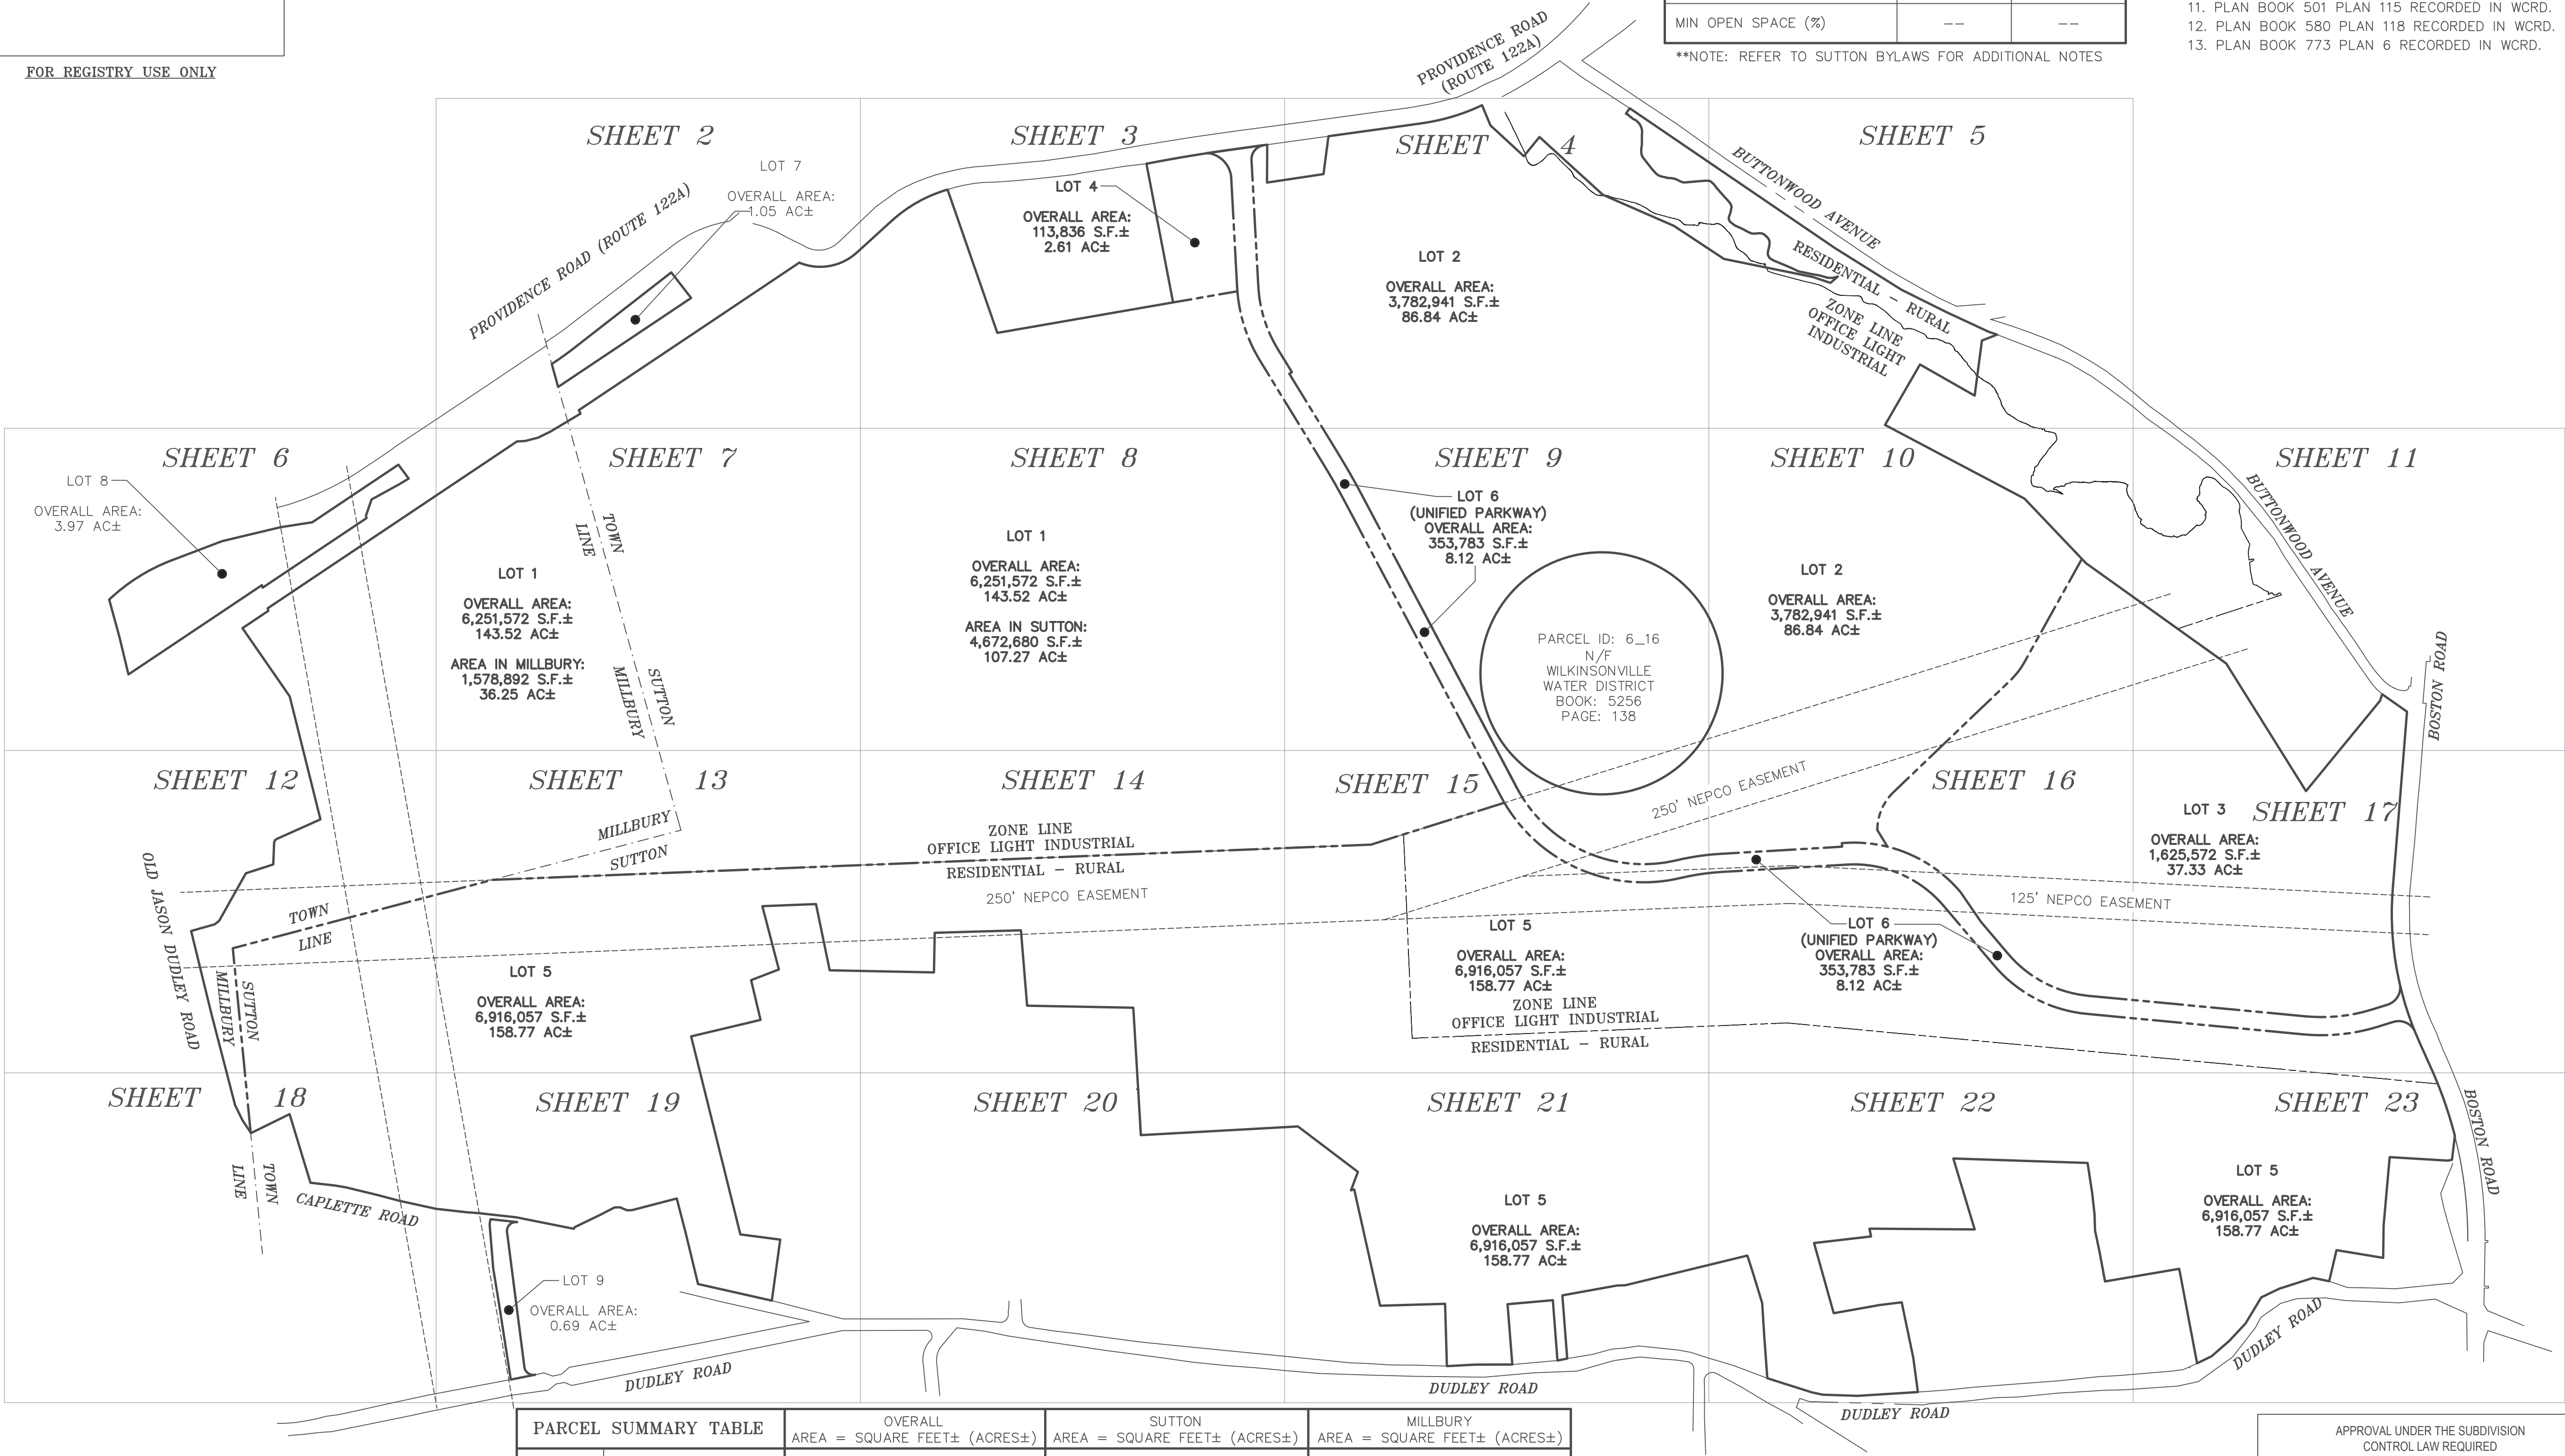 FOR REGISTRY USE ONLY
MIN OPEN SPACE (%) -- --
**NOTE: REFER TO SUTTON BYLAWS FOR ADDITIONAL NOTES
11. PLAN BOOK 501 PLAN 115 RECORDED IN WCRD.
12. PLAN BOOK 580 PLAN 118 RECORDED IN WCRD.
13. PLAN BOOK 773 PLAN 6 RECORDED IN WCRD.
PROVIDENCE ROAD
(ROUTE 122A)
SHEET 2
SHEET 3
SHEET 4
SHEET 5
LOT 7
OVERALL AREA:
1.05 AC±
PROVIDENCE ROAD (ROUTE 122A)
LOT 4
OVERALL AREA:
113,836 S.F.±
2.61 AC±
LOT 2
OVERALL AREA:
3,782,941 S.F.±
86.84 AC±
BUTTONWOOD AVENUE
RESIDENTIAL - RURAL
ZONE LINE
OFFICE LIGHT
INDUSTRIAL
SHEET 6
SHEET 7
SHEET 8
SHEET 9
SHEET 10
SHEET 11
LOT 8
OVERALL AREA:
3.97 AC±
TOWN
LINE
LOT 1
OVERALL AREA:
6,251,572 S.F.±
143.52 AC±
AREA IN MILLBURY:
1,578,892 S.F.±
36.25 AC±
SUTTON
MILLBURY
LOT 1
OVERALL AREA:
6,251,572 S.F.±
143.52 AC±
AREA IN SUTTON:
4,672,680 S.F.±
107.27 AC±
LOT 6
(UNIFIED PARKWAY)
OVERALL AREA:
353,783 S.F.±
8.12 AC±
PARCEL ID: 6_16
N/F
WILKINSONVILLE
WATER DISTRICT
BOOK: 5256
PAGE: 138
LOT 2
OVERALL AREA:
3,782,941 S.F.±
86.84 AC±
BUTTONWOOD AVENUE
BOSTON ROAD
SHEET 12
SHEET 13
SHEET 14
SHEET 15
SHEET 16
SHEET 17
MILLBURY
SUTTON
ZONE LINE
OFFICE LIGHT INDUSTRIAL
RESIDENTIAL - RURAL
250' NEPCO EASEMENT
250' NEPCO EASEMENT
LOT 3
OVERALL AREA:
1,625,572 S.F.±
37.33 AC±
125' NEPCO EASEMENT
OLD JASON DUDLEY ROAD
TOWN
LINE
SUTTON
MILLBURY
LOT 5
OVERALL AREA:
6,916,057 S.F.±
158.77 AC±
LOT 5
OVERALL AREA:
6,916,057 S.F.±
158.77 AC±
ZONE LINE
OFFICE LIGHT INDUSTRIAL
RESIDENTIAL - RURAL
LOT 6
(UNIFIED PARKWAY)
OVERALL AREA:
353,783 S.F.±
8.12 AC±
SHEET 18
SHEET 19
SHEET 20
SHEET 21
SHEET 22
SHEET 23
TOWN
LINE
CAPLETTE ROAD
BOSTON ROAD
LOT 5
OVERALL AREA:
6,916,057 S.F.±
158.77 AC±
LOT 5
OVERALL AREA:
6,916,057 S.F.±
158.77 AC±
LOT 9
OVERALL AREA:
0.69 AC±
DUDLEY ROAD
DUDLEY ROAD
DUDLEY ROAD
DUDLEY ROAD
PARCEL SUMMARY TABLE
OVERALL
AREA = SQUARE FEET± (ACRES±)
SUTTON
AREA = SQUARE FEET± (ACRES±)
MILLBURY
AREA = SQUARE FEET± (ACRES±)
APPROVAL UNDER THE SUBDIVISION
CONTROL LAW REQUIRED